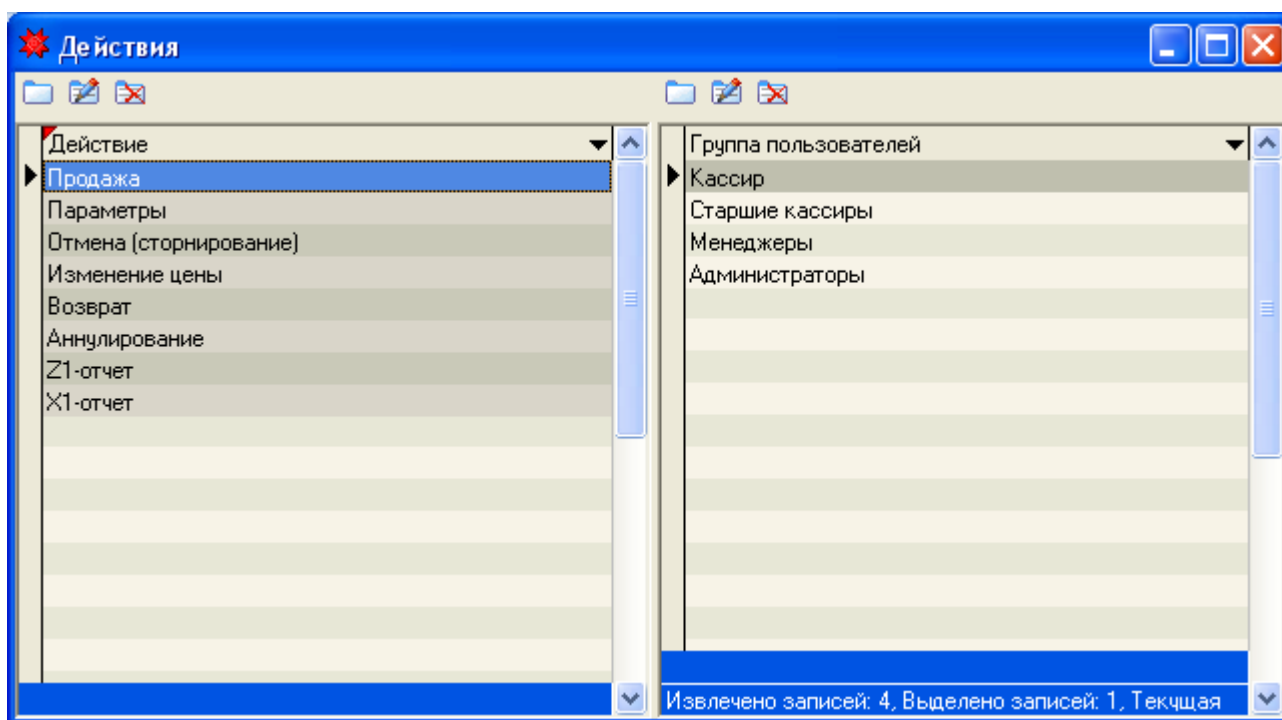 Действия
Действие
Продажа
Параметры
Отмена (сторнирование)
Изменение цены
Возврат
Аннулирование
Z1-отчет
X1-отчет
Группа пользователей
Кассир
Старшие кассиры
Менеджеры
Администраторы
Извлечено записей: 4, Выделено записей: 1, Текущая